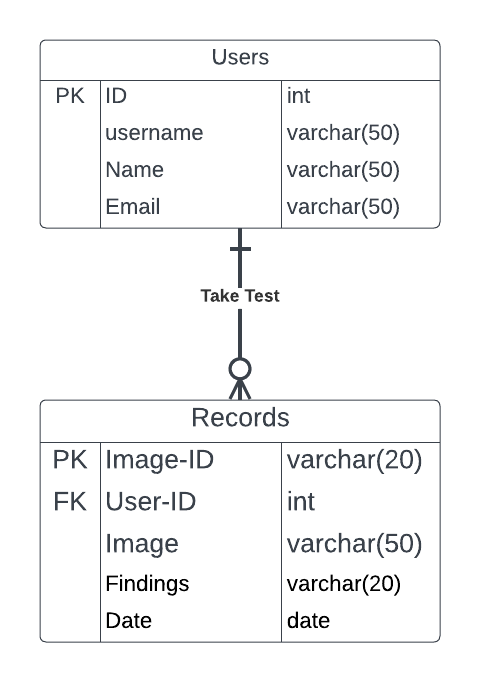 Users
PK ID int
username varchar(50)
Name varchar(50)
Email varchar(50)
Take Test
Records
PK Image-ID varchar(20)
FK User-ID int
Image varchar(50)
Findings varchar(20)
Date date